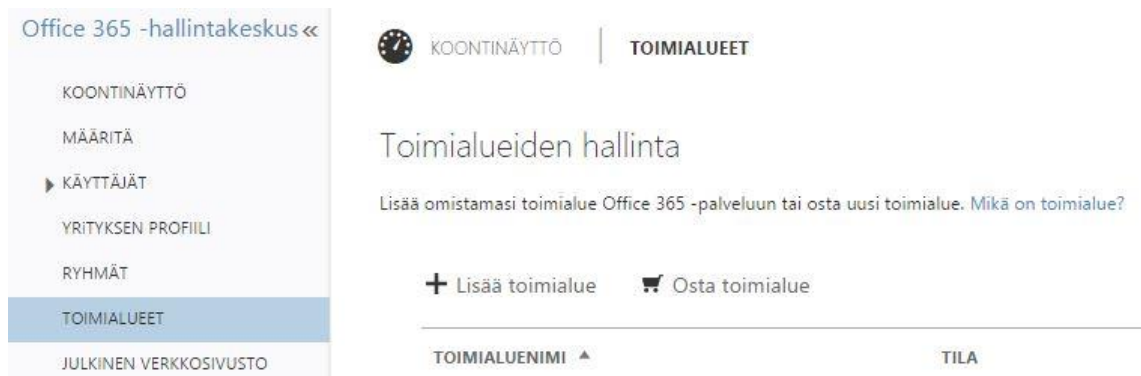 Office 365 -hallintakeskus «
KOONTINÄYTTÖ
MÄÄRITÄ
KÄYTTÄJÄT
YRITYKSEN PROFIILI
RYHMÄT
TOIMIALUEET
JULKINEN VERKKOSIVUSTO
KOONTINÄYTTÖ | TOIMIALUEET
Toimialueiden hallinta
Lisää omistamasi toimialue Office 365 -palveluun tai osta uusi toimialue. Mikä on toimialue?
Lisää toimialue Osta toimialue
TOIMIALUENIMI TILA